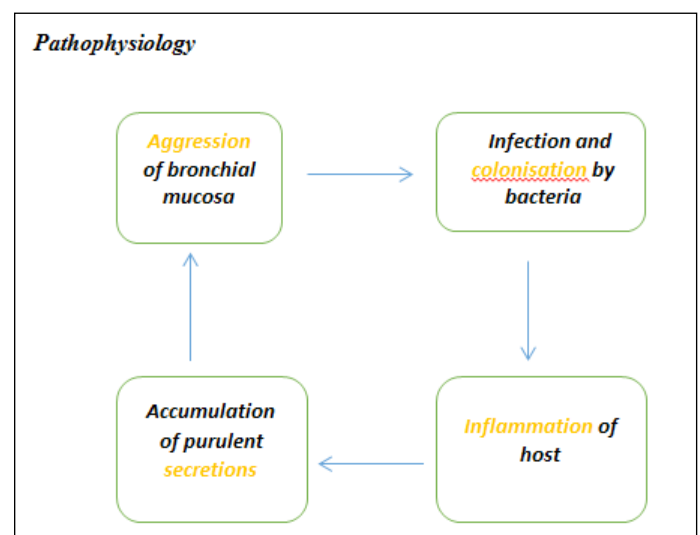 Pathophysiology
Aggression
of bronchial
mucosa
Infection and
colonisation by
bacteria
Accumulation
of purulent
secretions
Inflammation of
host